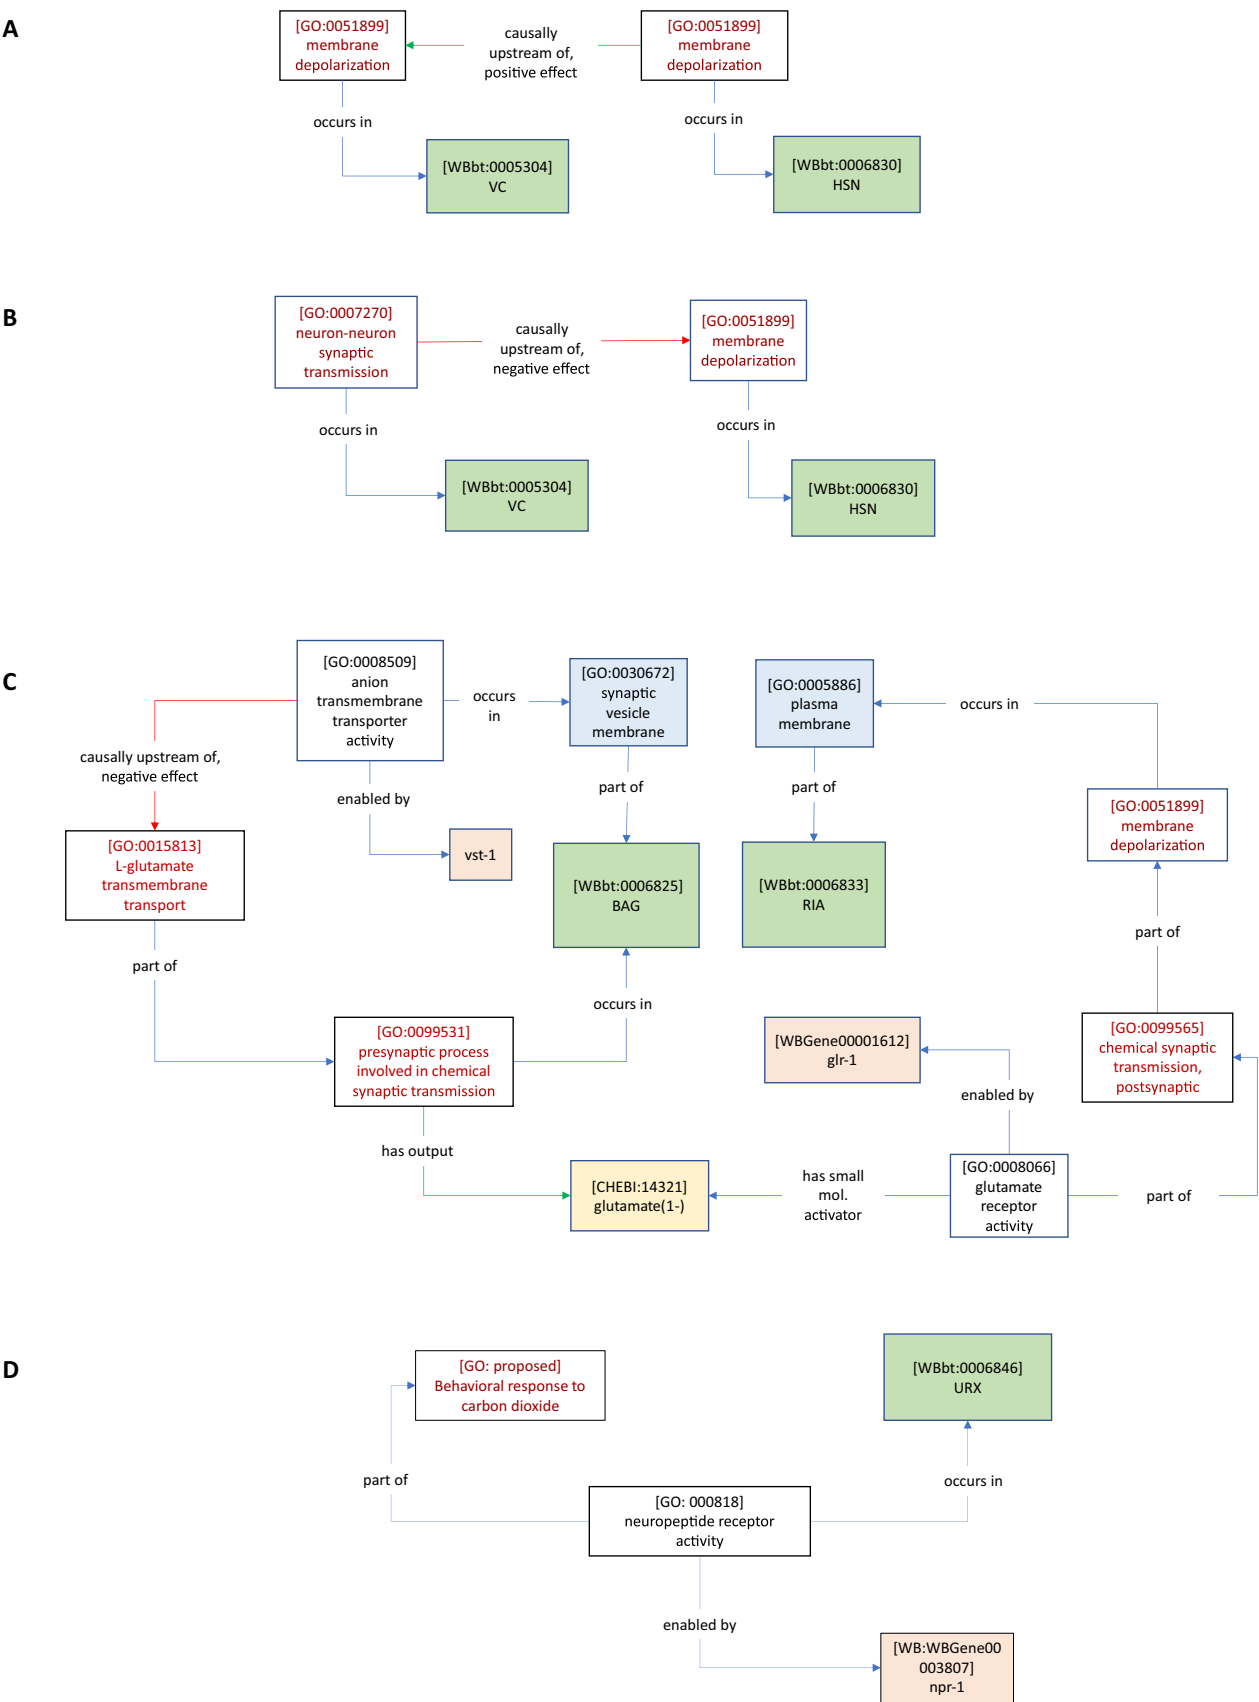 A
[GO:0051899]
membrane
depolarization
causally
upstream of,
positive effect
[GO:0051899]
membrane
depolarization
occurs in
occurs in
[WBbt:0005304]
VC
[WBbt:0006830]
HSN
B
[GO:0007270]
neuron-neuron
synaptic
transmission
causally
upstream of,
negative effect
[GO:0051899]
membrane
depolarization
occurs in
occurs in
[WBbt:0005304]
VC
[WBbt:0006830]
HSN
C
[GO:0008509]
anion
transmembrane
transporter
activity
occurs
in
[GO:0030672]
synaptic
vesicle
membrane
[GO:0005886]
plasma
membrane
occurs in
causally upstream of,
negative effect
enabled by
part of
part of
[GO:0015813]
L-glutamate
transmembrane
transport
vst-1
[WBbt:0006825]
BAG
[WBbt:0006833]
RIA
[GO:0051899]
membrane
depolarization
part of
part of
occurs in
[GO:0099531]
presynaptic process
involved in chemical
synaptic transmission
[WBGene00001612]
glr-1
[GO:0099565]
chemical synaptic
transmission,
postsynaptic
enabled by
has output
[CHEBI:14321]
glutamate(1-)
has small
mol.
activator
[GO:0008066]
glutamate
receptor
activity
part of
D
[GO: proposed]
Behavioral response to
carbon dioxide
[WBbt:0006846]
URX
part of
occurs in
[GO: 000818]
neuropeptide receptor
activity
enabled by
[WB:WBGene00
003807]
npr-1